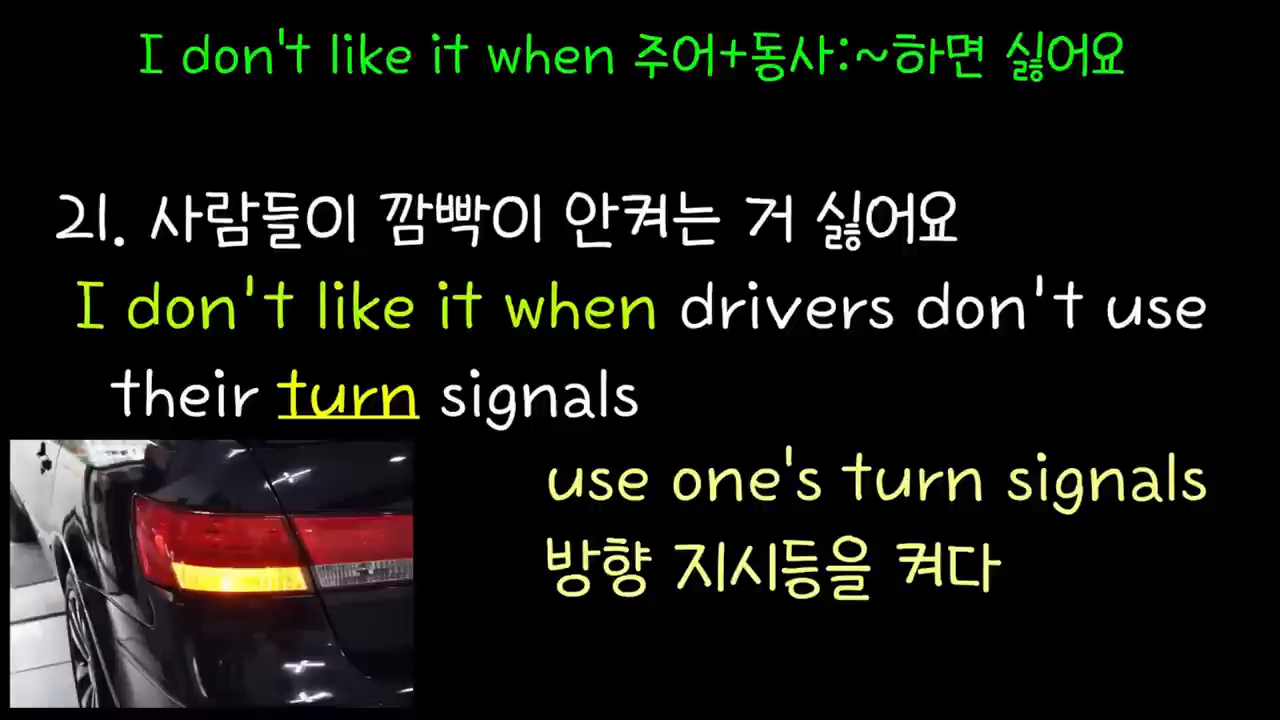 I don't like it when 주어+동사:~하면 싫어요
21. 사람들이 깜빡이 안켜는 거 싫어요
I don't like it when drivers don't use
their turn signals
use one's turn signals
방향 지시등을 켜다